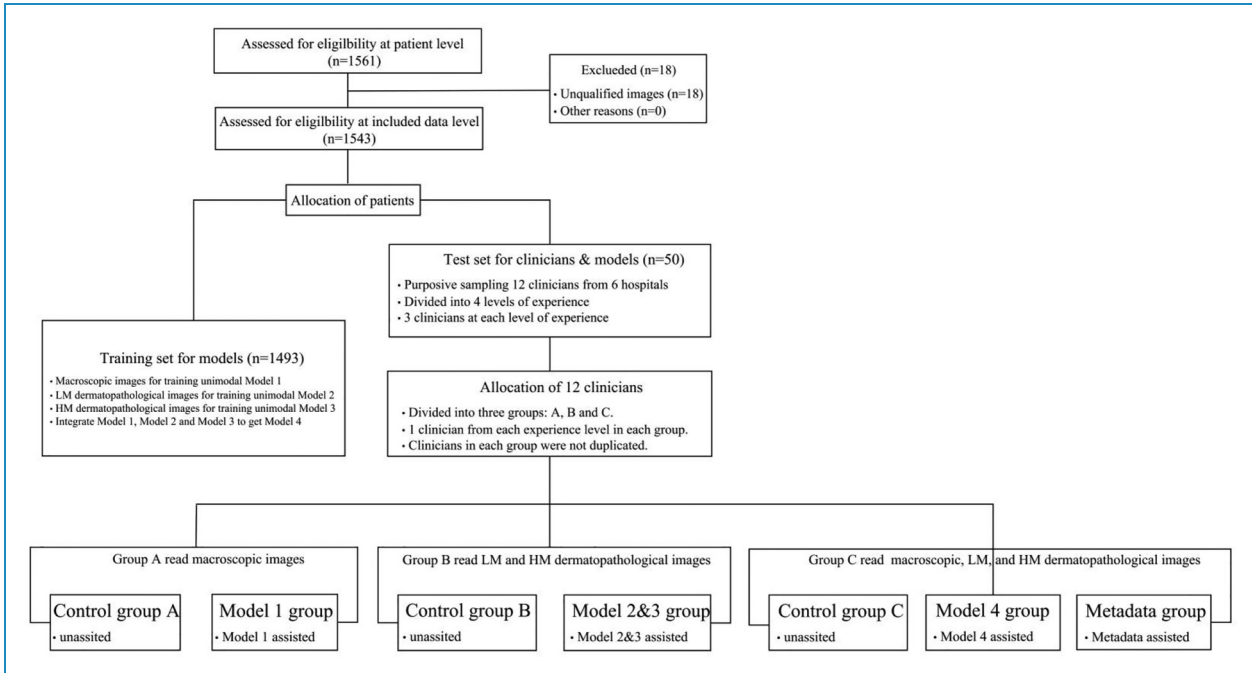 Assessed for eligilbility at patient level
(n=1561)
Exclueded (n=18)
• Unqualified images (n=18)
• Other reasons (n=0)
Assessed for eligilbility at included data level
(n=1543)
Allocation of patients
Test set for clinicians & models (n=50)
• Purposive sampling 12 clinicians from 6 hospitals
• Divided into 4 levels of experience
• 3 clinicians at each level of experience
Training set for models (n=1493)
• Macroscopic images for training unimodal Model 1
• LM dermatopathological images for training unimodal Model 2
• HM dermatopathological images for training unimodal Model 3
• Integrate Model 1, Model 2 and Model 3 to get Model 4
Allocation of 12 clinicians
• Divided into three groups: A, B and C.
• 1 clinician from each experience level in each group.
• Clinicians in each group were not duplicated.
Group A read macroscopic images
Control group A
• unassited
Model 1 group
• Model 1 assisted
Group B read LM and HM dermatopathological images
Control group B
• unassited
Model 2&3 group
• Model 2&3 assisted
Group C read macroscopic, LM, and HM dermatopathological images
Control group C
• unassited
Model 4 group
• Model 4 assisted
Metadata group
• Metadata assisted